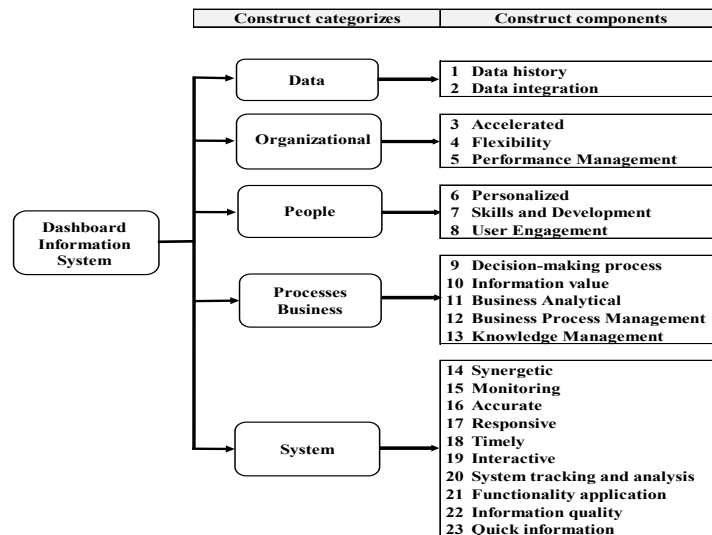 Construct categorizes
Construct components
Dashboard
Information
System
Data
1 Data history
2 Data integration
Organizational
3 Accelerated
4 Flexibility
5 Performance Management
People
6 Personalized
7 Skills and Development
8 User Engagement
Processes
Business
9 Decision-making process
10 Information value
11 Business Analytical
12 Business Process Management
13 Knowledge Management
System
14 Synergetic
15 Monitoring
16 Accurate
17 Responsive
18 Timely
19 Interactive
20 System tracking and analysis
21 Functionality application
22 Information quality
23 Quick information